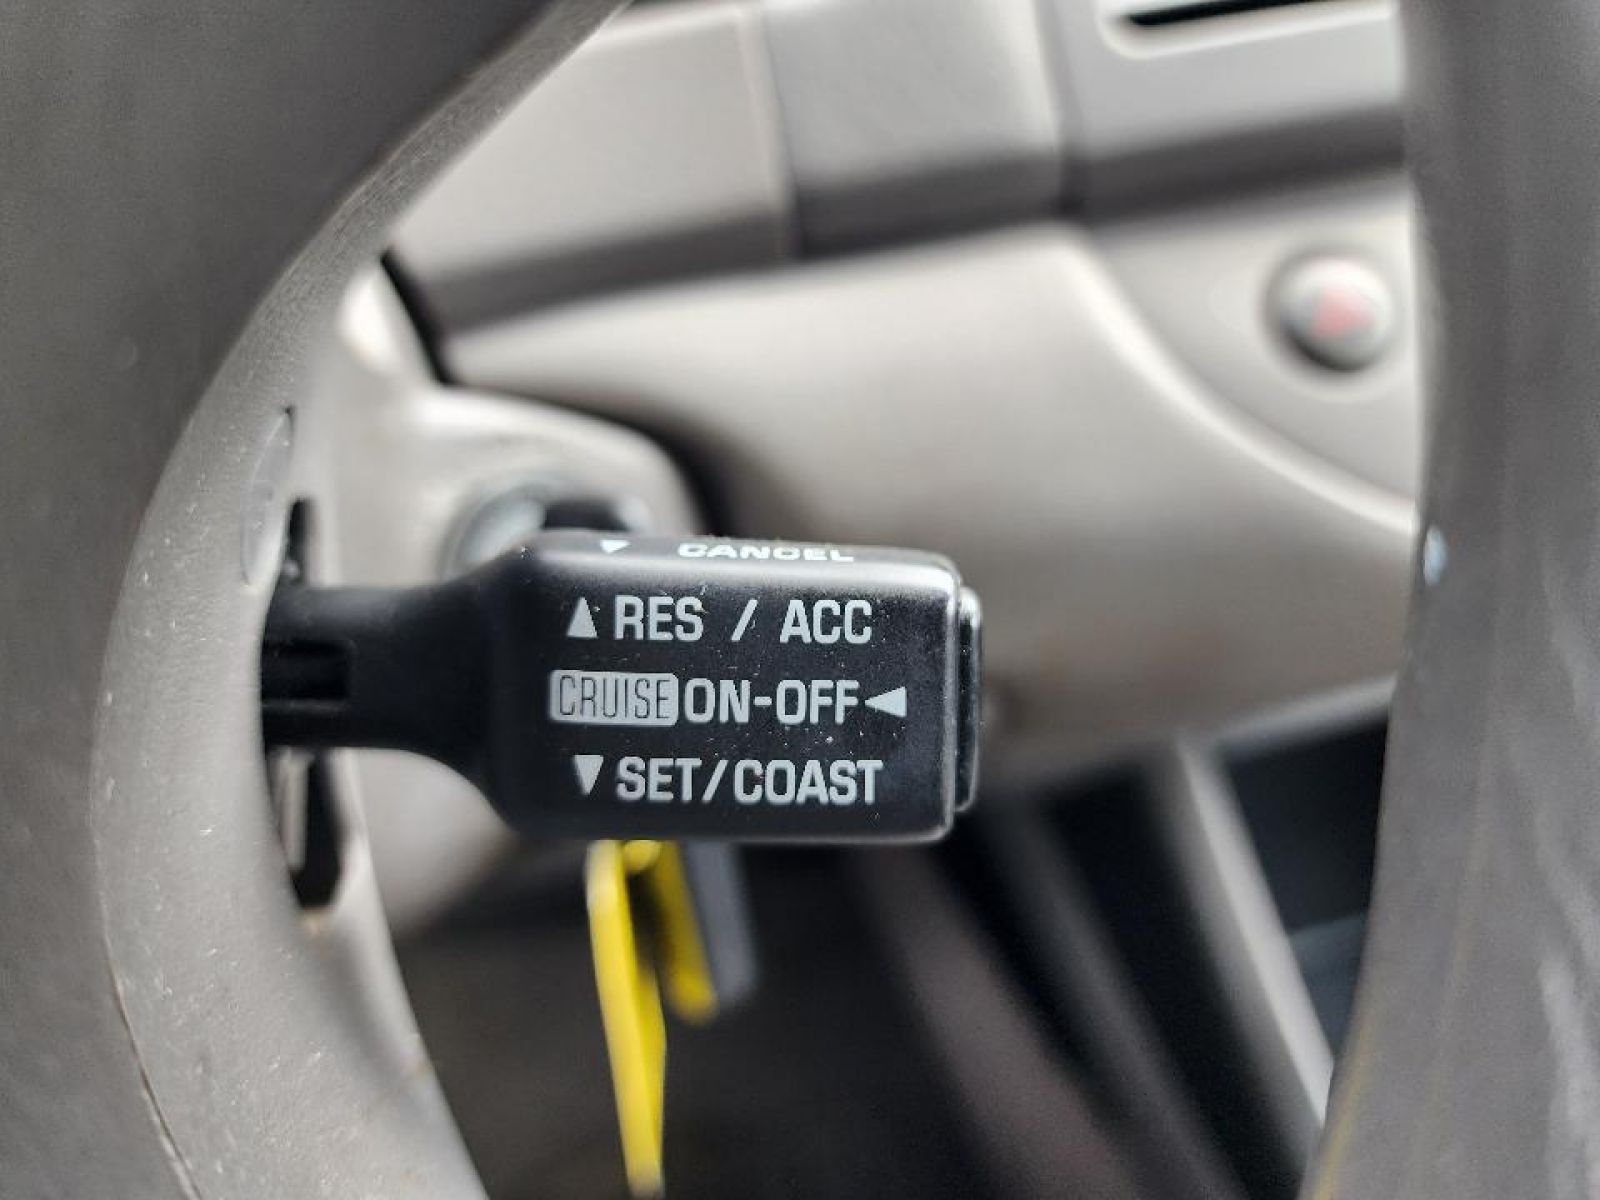 ▼ CANCEL
▲ RES / ACC
CRUISE ON-OFF ◀
▼ SET/COAST